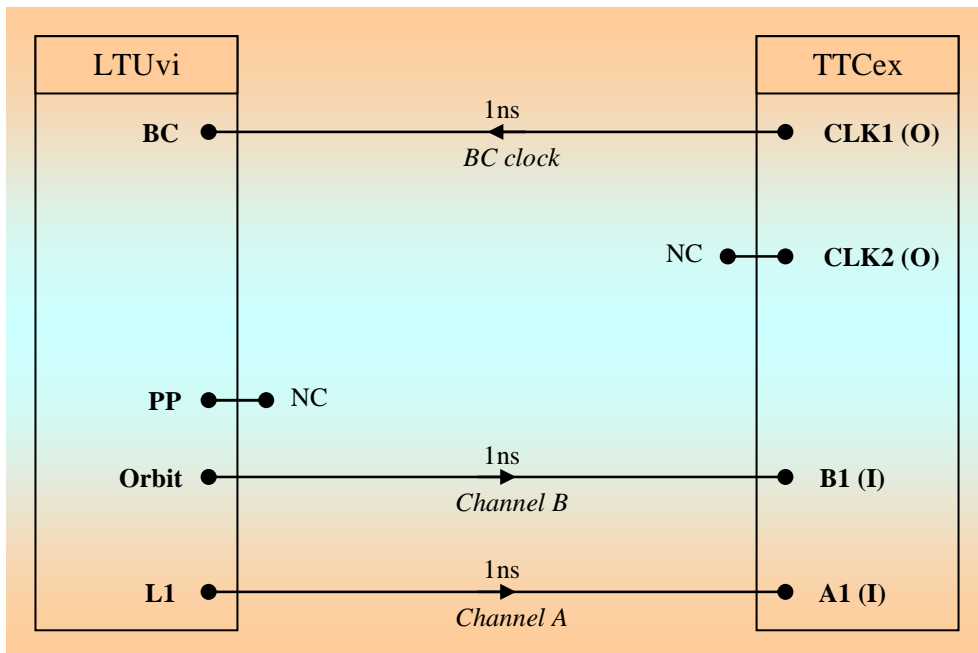 LTUvi
TTCex
1ns
BC
CLK1 (O)
BC clock
NC
CLK2 (O)
PP
NC
1ns
Orbit
B1 (I)
Channel B
1ns
L1
A1 (I)
Channel A